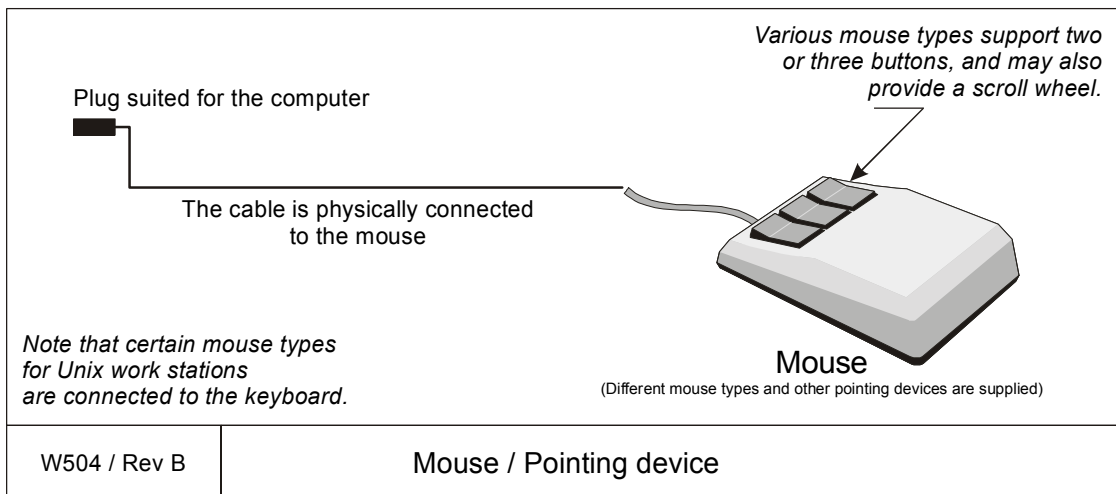 Various mouse types support two
or three buttons, and may also
provide a scroll wheel.
Plug suited for the computer
The cable is physically connected
to the mouse
Note that certain mouse types
for Unix work stations
are connected to the keyboard.
Mouse
(Different mouse types and other pointing devices are supplied)
W504 / Rev B
Mouse / Pointing device